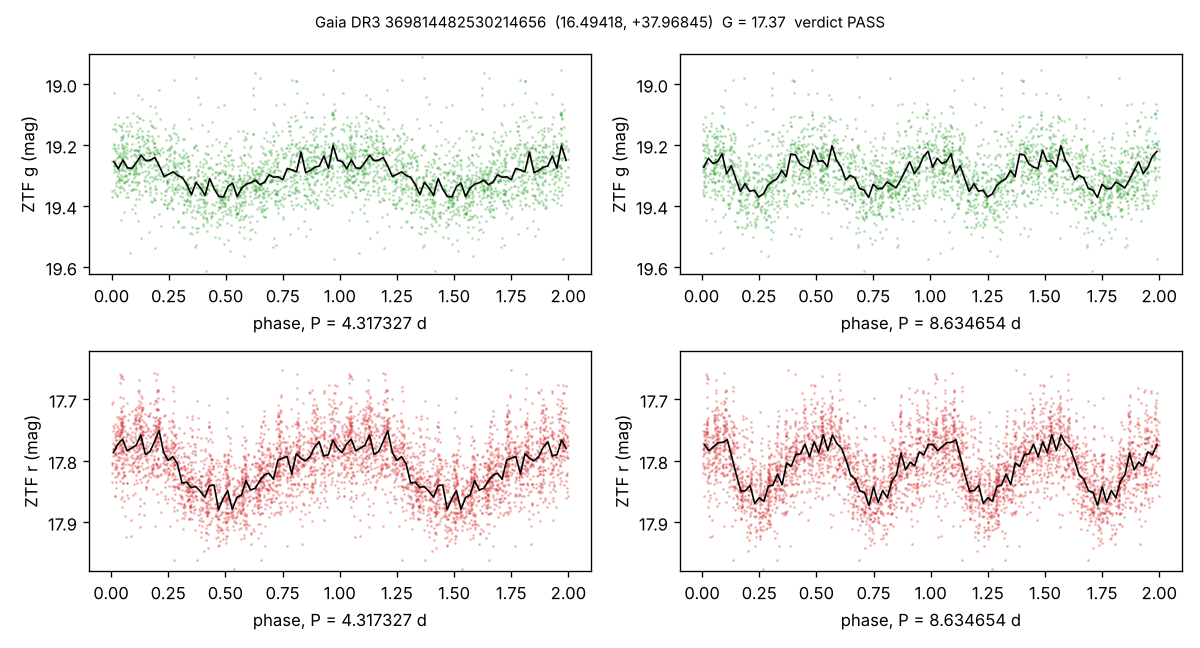 Gaia DR3 369814482530214656 (16.49418, +37.96845) G = 17.37 verdict PASS
ZTF g (mag)
19.0
19.2
19.4
19.6
0.00 0.25 0.50 0.75 1.00 1.25 1.50 1.75 2.00
phase, P = 4.317327 d
ZTF g (mag)
19.0
19.2
19.4
19.6
0.00 0.25 0.50 0.75 1.00 1.25 1.50 1.75 2.00
phase, P = 8.634654 d
ZTF r (mag)
17.7
17.8
17.9
0.00 0.25 0.50 0.75 1.00 1.25 1.50 1.75 2.00
phase, P = 4.317327 d
ZTF r (mag)
17.7
17.8
17.9
0.00 0.25 0.50 0.75 1.00 1.25 1.50 1.75 2.00
phase, P = 8.634654 d